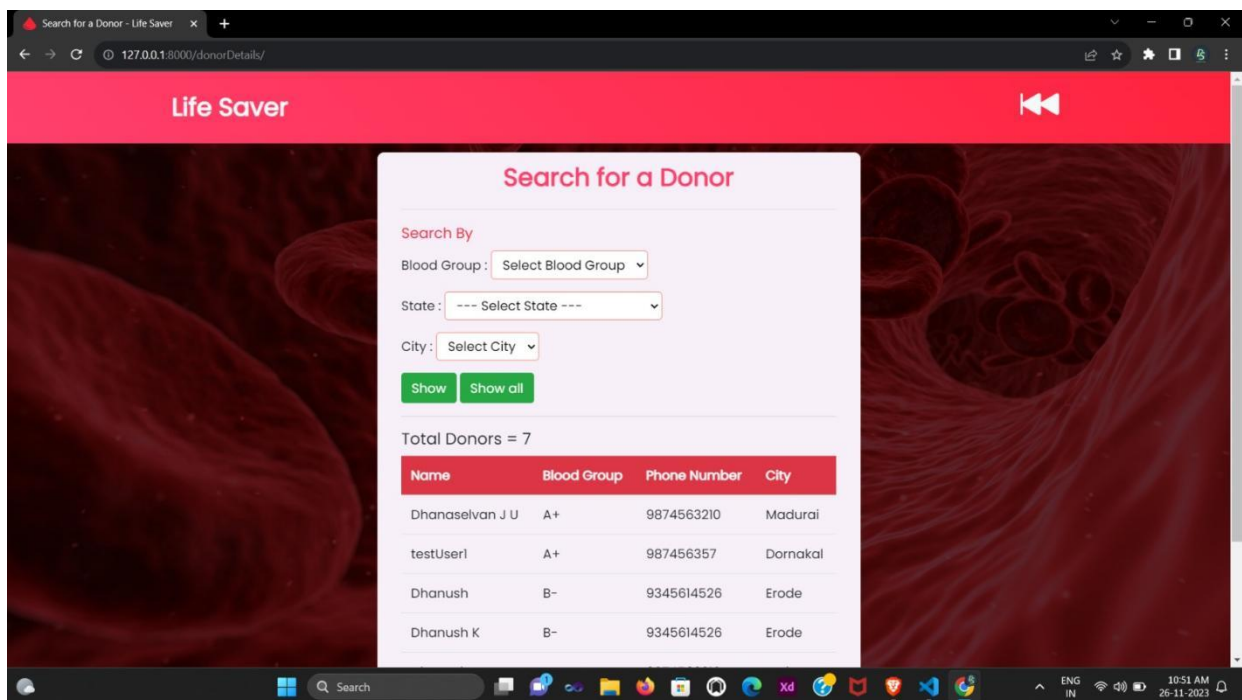 Search for a Donor - Life Saver
127.0.0.1:8000/donorDetails/
Life Saver
Search for a Donor
Search By
Blood Group : Select Blood Group
State : --- Select State ---
City : Select City
Show Show all
Total Donors = 7
Name Blood Group Phone Number City
Dhanaselvan J U A+ 9874563210 Madurai
testUser1 A+ 987456357 Dornakal
Dhanush B- 9345614526 Erode
Dhanush K B- 9345614526 Erode
Search
Xd
ENG
IN
10:51 AM
26-11-2023